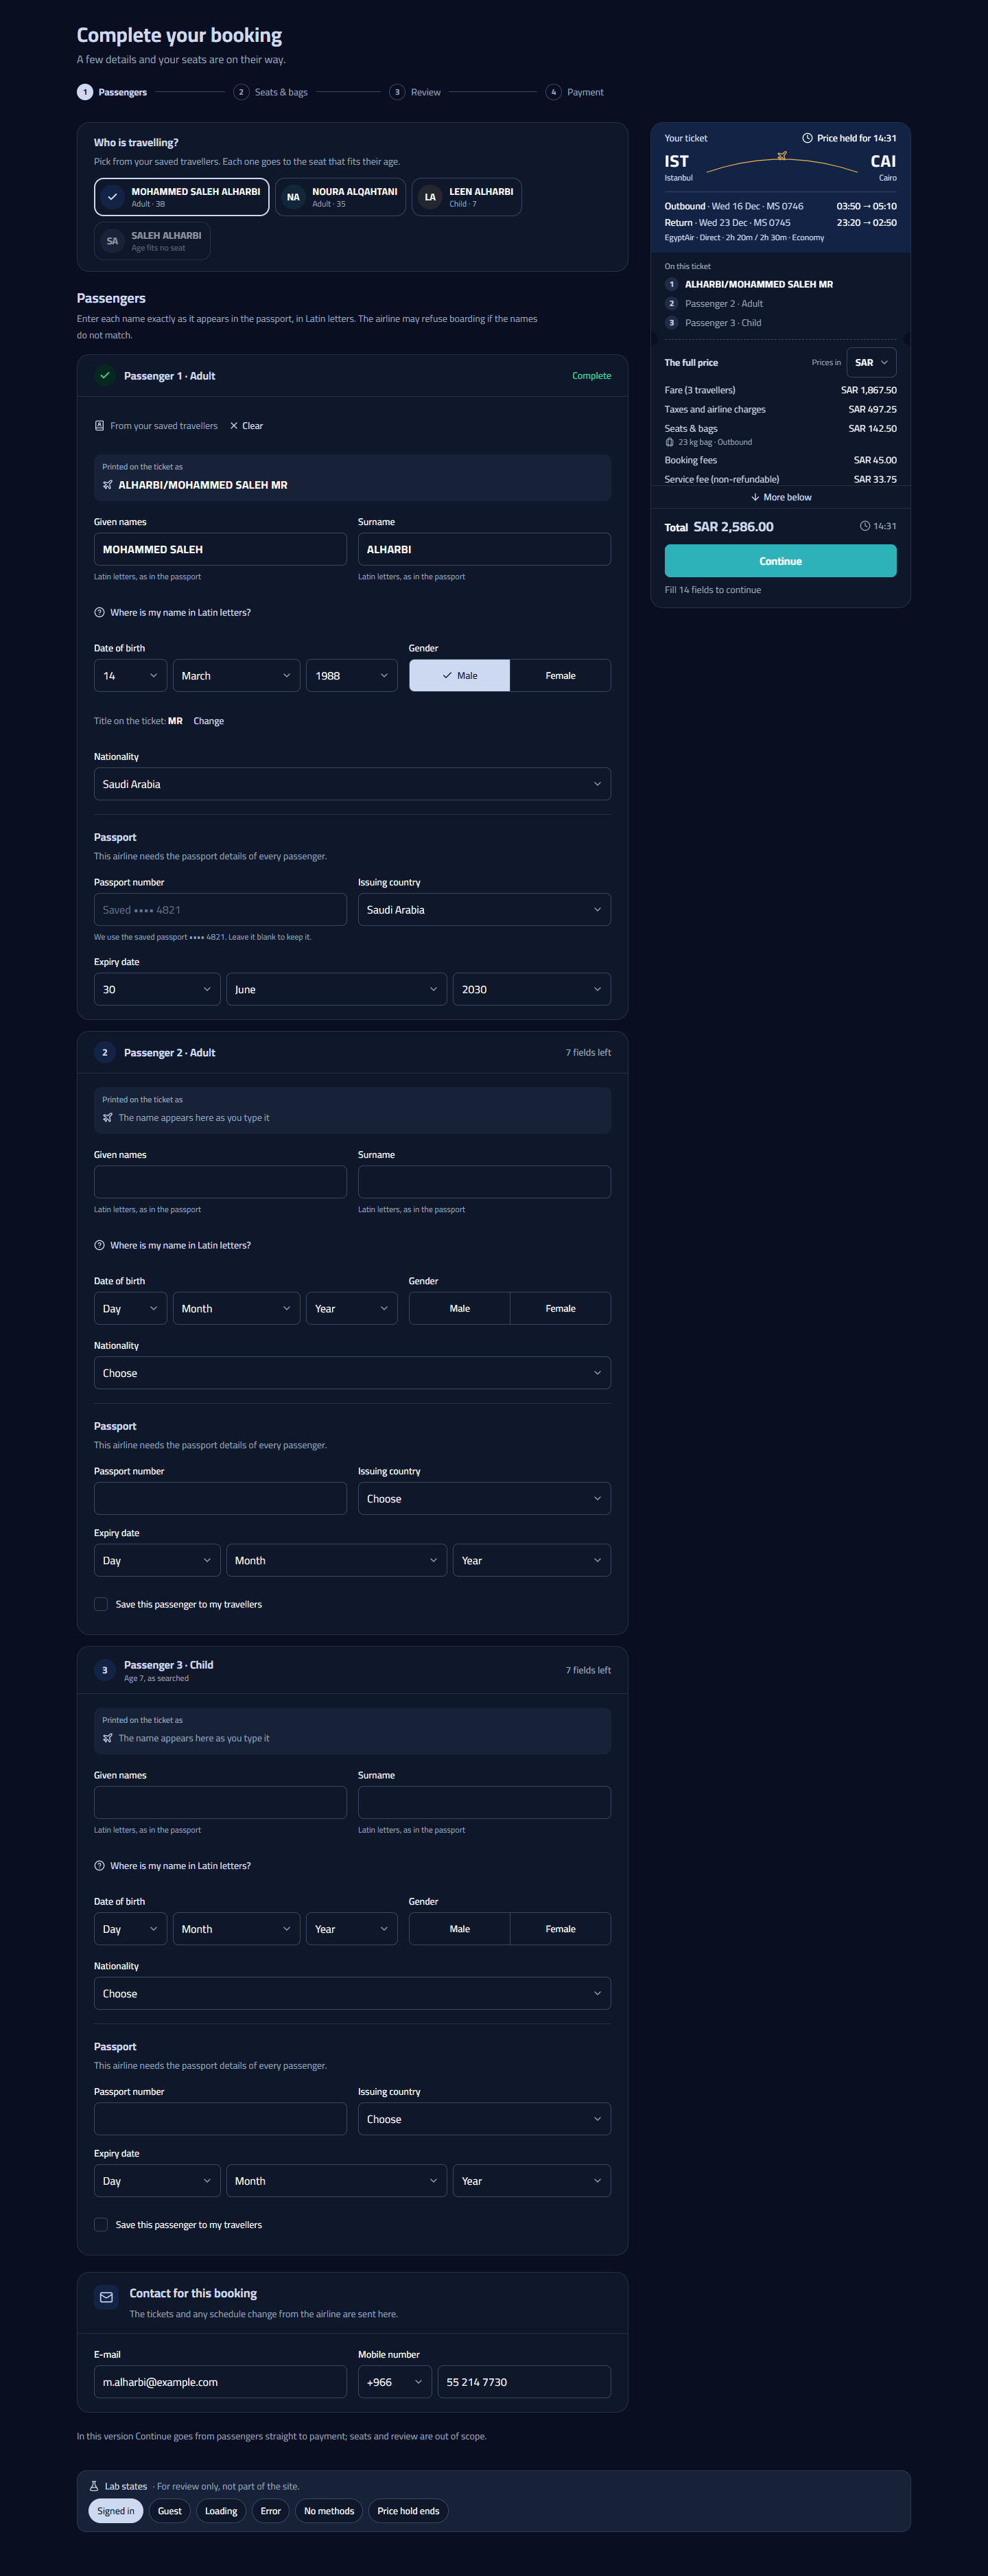 Complete your booking
A few details and your seats are on their way.
1 Passengers
2 Seats & bags
3 Review
4 Payment
Who is travelling?
Pick from your saved travellers. Each one goes to the seat that fits their age.
MOHAMMED SALEH ALHARBI
Adult · 38
NA NOURA ALQAHTANI
Adult · 35
LA LEEN ALHARBI
Child · 7
SA SALEH ALHARBI
Age fits no seat
Passengers
Enter each name exactly as it appears in the passport, in Latin letters. The airline may refuse boarding if the names
do not match.
Passenger 1 · Adult
Complete
From your saved travellers
Clear
Printed on the ticket as
ALHARBI/MOHAMMED SALEH MR
Given names
Surname
MOHAMMED SALEH
ALHARBI
Latin letters, as in the passport
Latin letters, as in the passport
Where is my name in Latin letters?
Date of birth
Gender
14
March
1988
Male
Female
Title on the ticket: MR
Change
Nationality
Saudi Arabia
Passport
This airline needs the passport details of every passenger.
Passport number
Issuing country
Saved •••• 4821
Saudi Arabia
We use the saved passport •••• 4821. Leave it blank to keep it.
Expiry date
30
June
2030
2 Passenger 2 · Adult
7 fields left
Printed on the ticket as
The name appears here as you type it
Given names
Surname
Latin letters, as in the passport
Latin letters, as in the passport
Where is my name in Latin letters?
Date of birth
Gender
Day
Month
Year
Male
Female
Nationality
Choose
Passport
This airline needs the passport details of every passenger.
Passport number
Issuing country
Choose
Expiry date
Day
Month
Year
Save this passenger to my travellers
3 Passenger 3 · Child
Age 7, as searched
7 fields left
Printed on the ticket as
The name appears here as you type it
Given names
Surname
Latin letters, as in the passport
Latin letters, as in the passport
Where is my name in Latin letters?
Date of birth
Gender
Day
Month
Year
Male
Female
Nationality
Choose
Passport
This airline needs the passport details of every passenger.
Passport number
Issuing country
Choose
Expiry date
Day
Month
Year
Save this passenger to my travellers
Contact for this booking
The tickets and any schedule change from the airline are sent here.
E-mail
Mobile number
m.alharbi@example.com
+966
55 214 7730
In this version Continue goes from passengers straight to payment; seats and review are out of scope.
Your ticket
Price held for 14:31
IST
CAI
Istanbul
Cairo
Outbound · Wed 16 Dec · MS 0746
03:50 → 05:10
Return · Wed 23 Dec · MS 0745
23:20 → 02:50
EgyptAir · Direct · 2h 20m / 2h 30m · Economy
On this ticket
1 ALHARBI/MOHAMMED SALEH MR
2 Passenger 2 · Adult
3 Passenger 3 · Child
The full price
Prices in
SAR
Fare (3 travellers)
SAR 1,867.50
Taxes and airline charges
SAR 497.25
Seats & bags
SAR 142.50
23 kg bag · Outbound
Booking fees
SAR 45.00
Service fee (non-refundable)
SAR 33.75
More below
Total SAR 2,586.00
14:31
Continue
Fill 14 fields to continue
Lab states · For review only, not part of the site.
Signed in
Guest
Loading
Error
No methods
Price hold ends